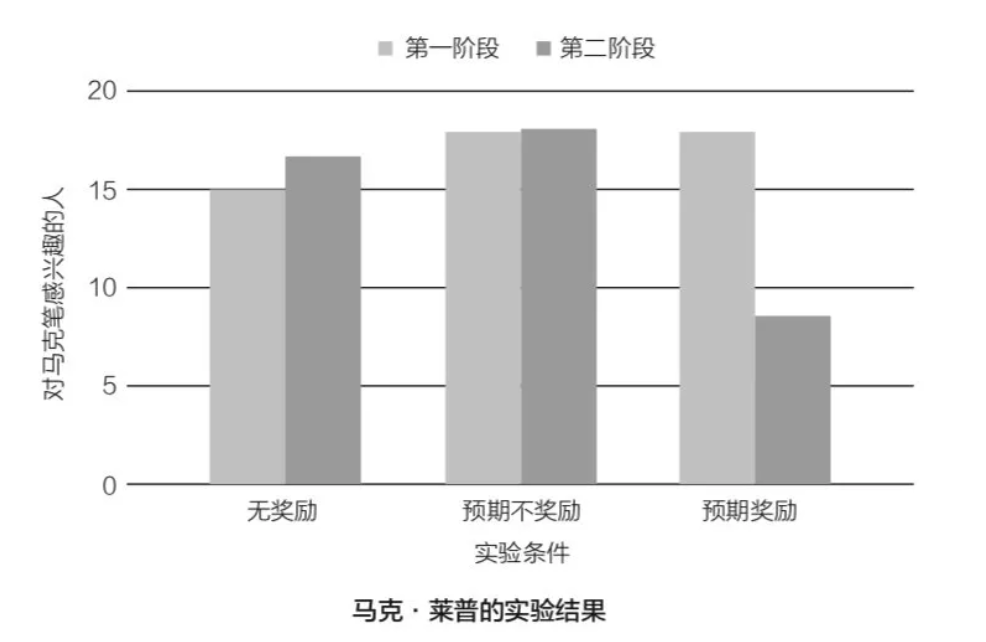 第一阶段 第二阶段
20
15
10
5
0
对马克笔感兴趣的人
无奖励 预期不奖励 预期奖励
实验条件
马克·莱普的实验结果